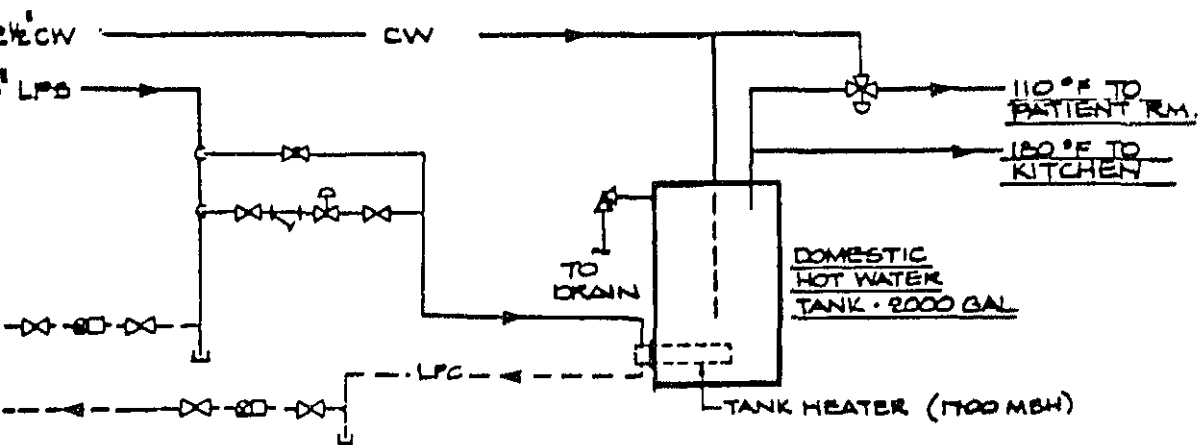 2½" CW
CW
" LPS
110 °F TO
PATIENT RM.
180 °F TO
KITCHEN
TO
DRAIN
DOMESTIC
HOT WATER
TANK · 2000 GAL
LPC
TANK HEATER (1700 MBH)